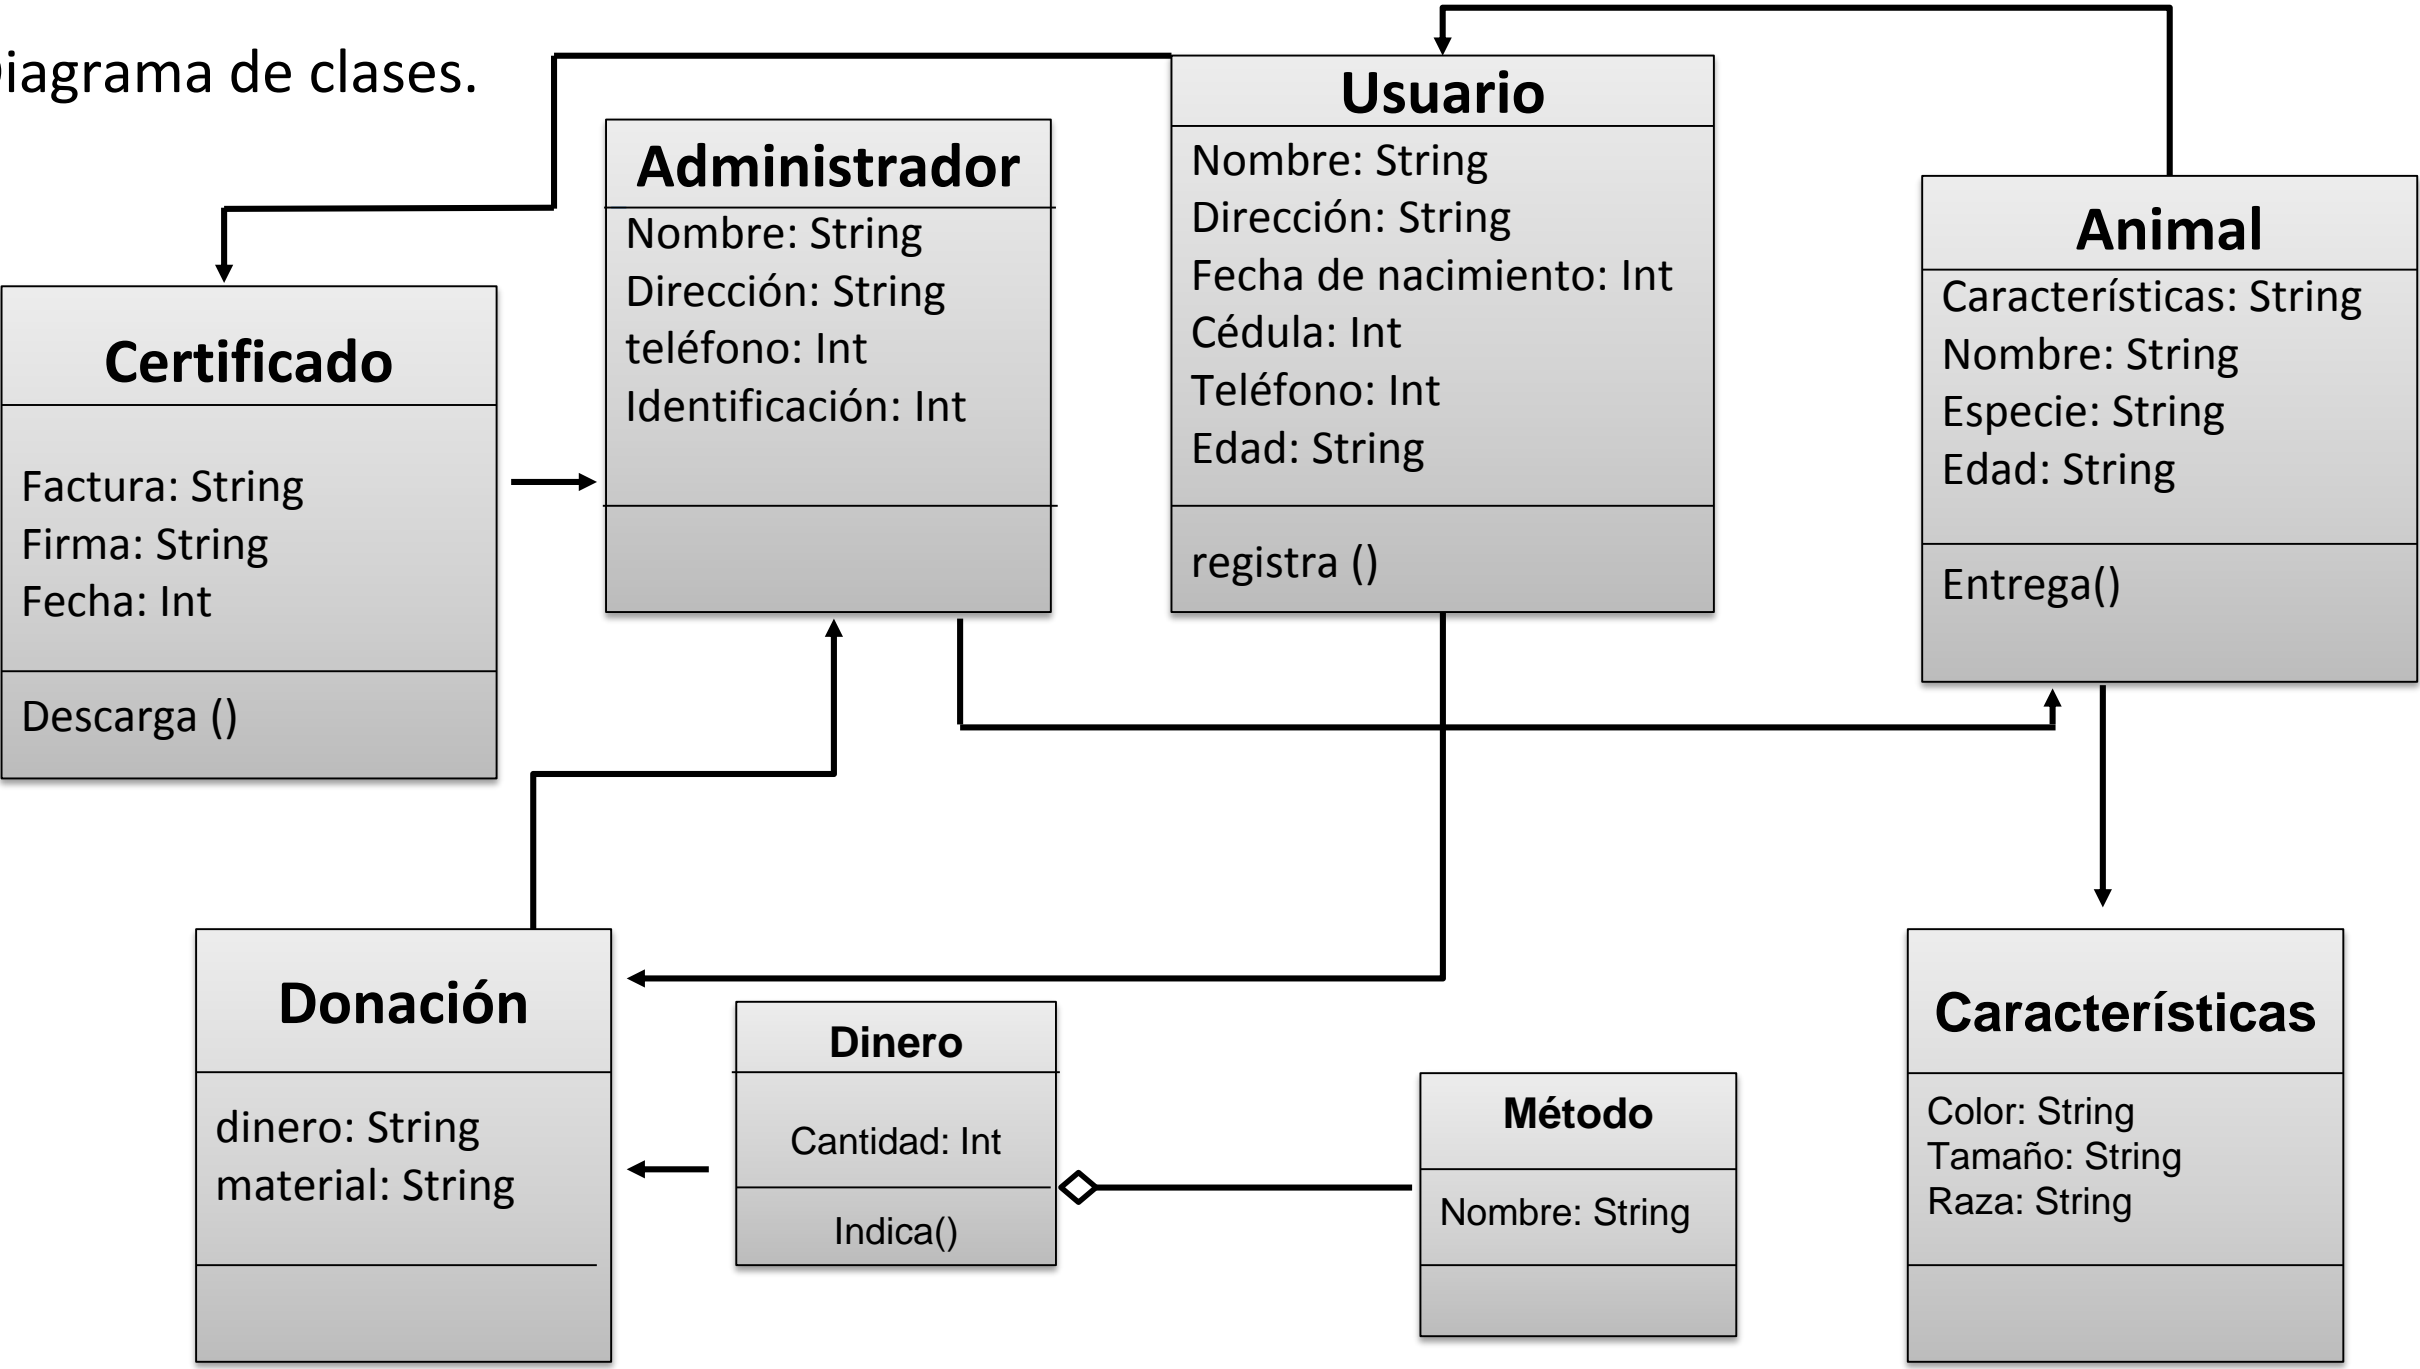 iagrama de clases.
Certificado
Factura: String
Firma: String
Fecha: Int
Descarga ()
Administrador
Nombre: String
Dirección: String
teléfono: Int
Identificación: Int
Usuario
Nombre: String
Dirección: String
Fecha de nacimiento: Int
Cédula: Int
Teléfono: Int
Edad: String
registra ()
Animal
Características: String
Nombre: String
Especie: String
Edad: String
Entrega()
Donación
dinero: String
material: String
Dinero
Cantidad: Int
Indica()
Método
Nombre: String
Características
Color: String
Tamaño: String
Raza: String